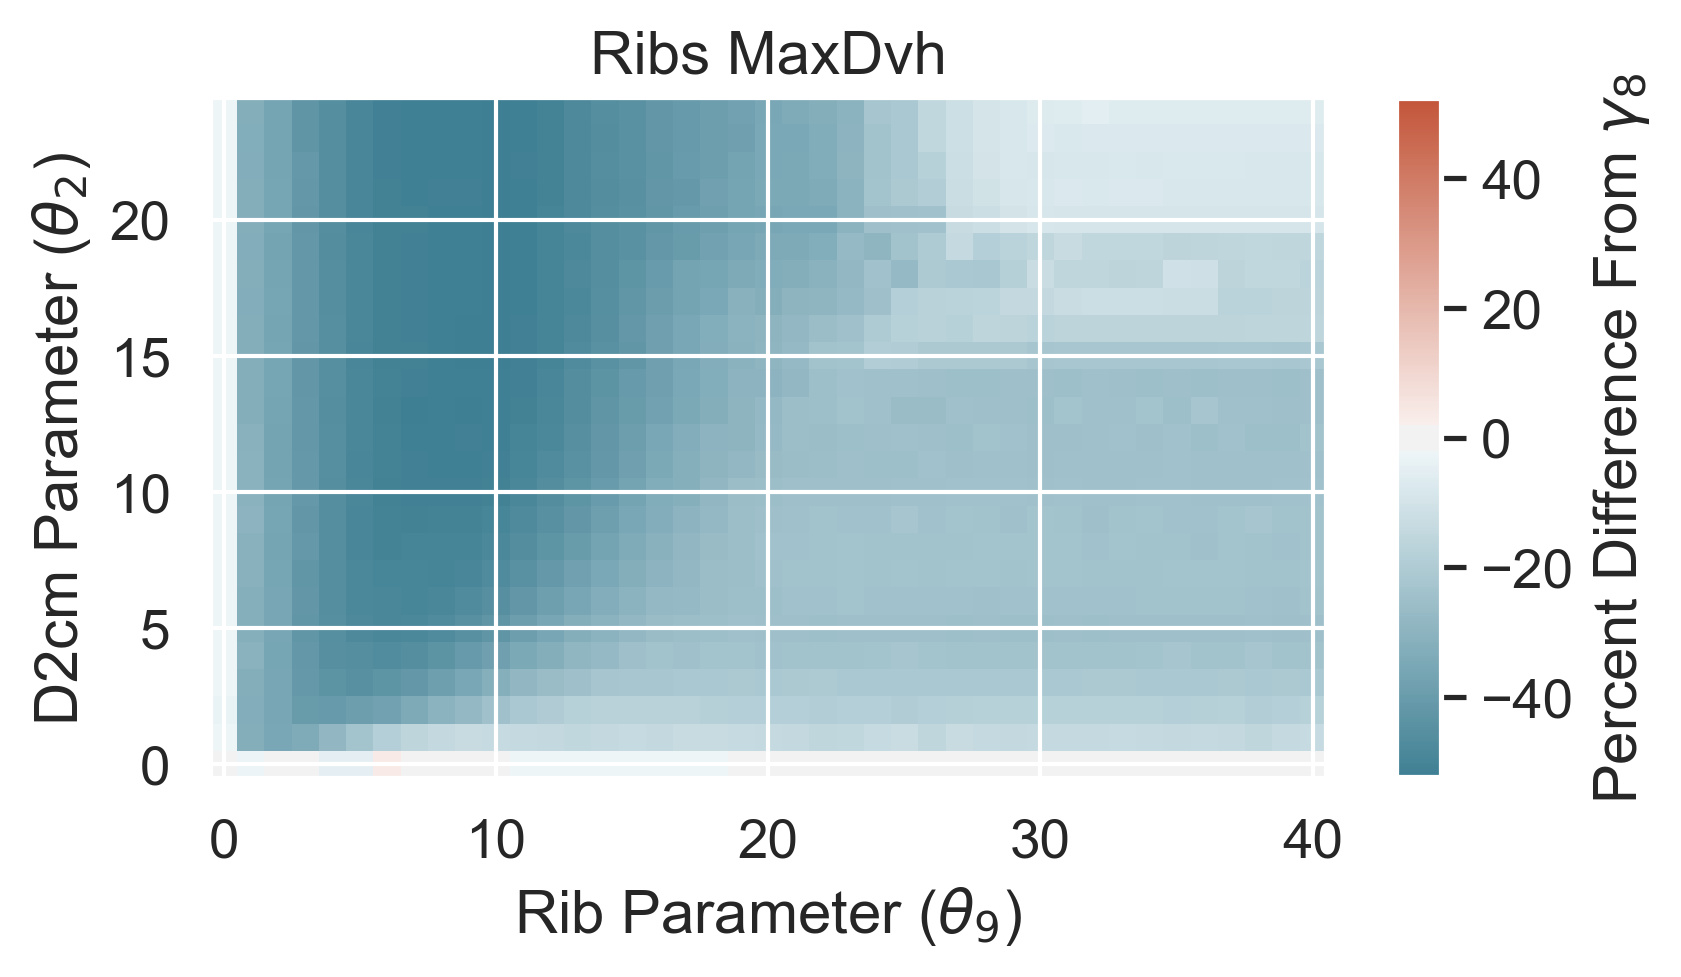 Ribs MaxDvh
D2cm Parameter (θ₂)
20
15
10
5
0
0 10 20 30 40
Rib Parameter (θ₉)
40
20
0
−20
−40
Percent Difference From γ₈